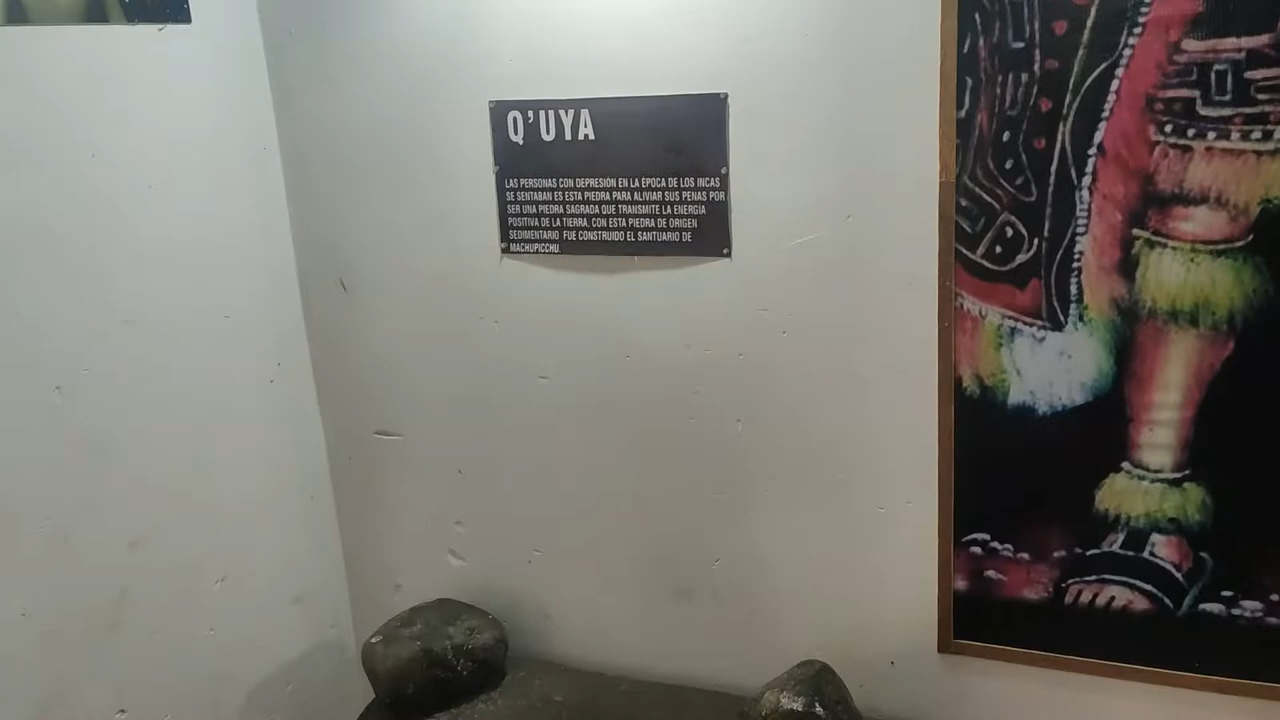 Q'UYA
LAS PERSONAS CON DEPRESIÓN EN LA ÉPOCA DE LOS INCAS
SE SENTABAN ES ESTA PIEDRA PARA ALIVIAR SUS PENAS POR
SER UNA PIEDRA SAGRADA QUE TRANSMITE LA ENERGÍA
POSITIVA DE LA TIERRA, CON ESTA PIEDRA DE ORIGEN
SEDIMENTARIO FUE CONSTRUIDO EL SANTUARIO DE
MACHUPICCHU.